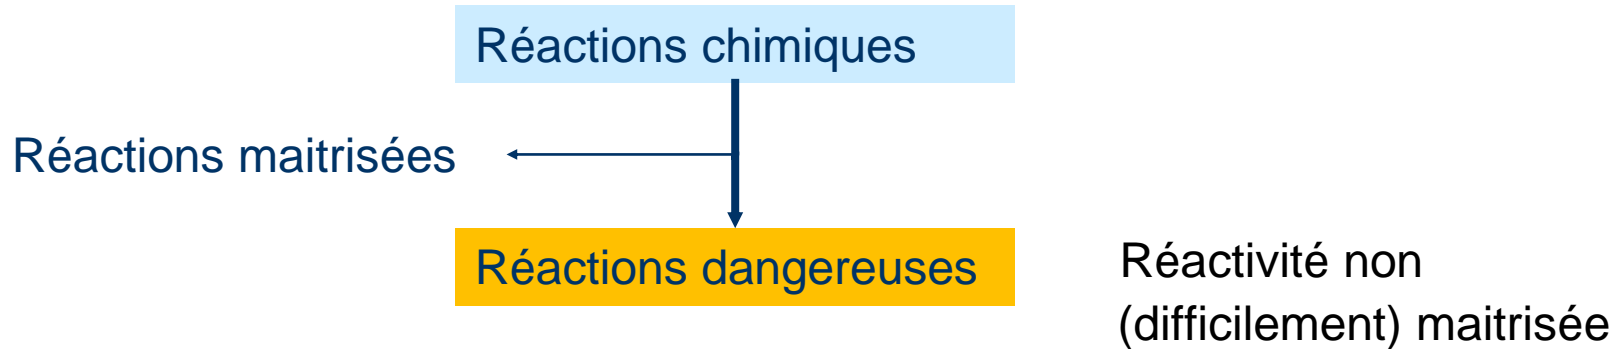 Réactions chimiques
Réactions maitrisées
Réactions dangereuses
Réactivité non
(difficilement) maitrisée